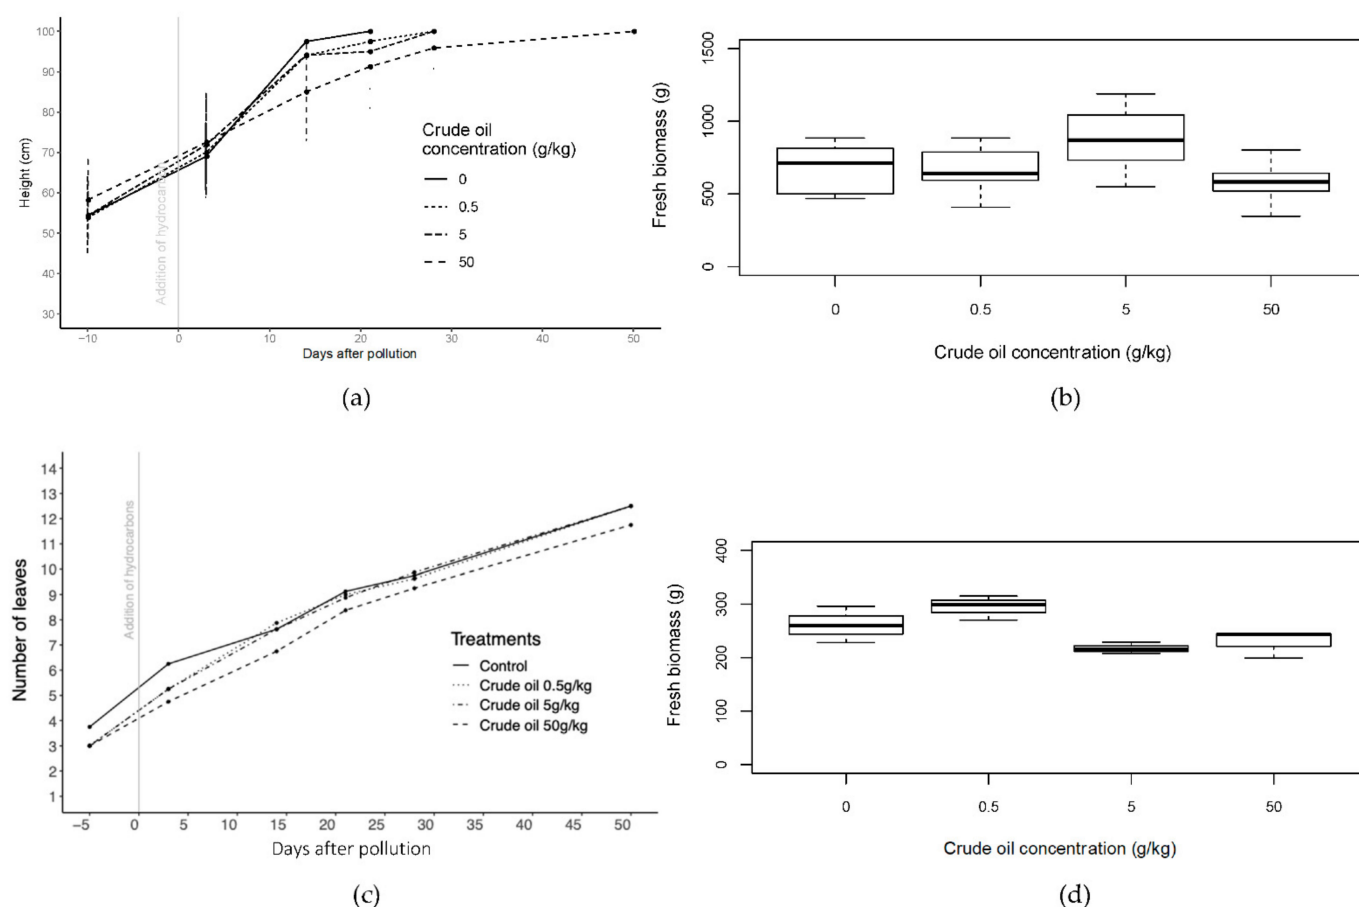 100
90
80
70
60
50
40
30
Height (cm)
Addition of hydrocarbons
Crude oil
concentration (g/kg)
0
0.5
5
50
−10
0
10
20
30
40
50
Days after pollution
(a)
1500
1000
500
0
Fresh biomass (g)
0
0.5
5
50
Crude oil concentration (g/kg)
(b)
14
13
12
11
10
9
8
7
6
5
4
3
2
1
Number of leaves
Addition of hydrocarbons
Treatments
Control
Crude oil 0.5g/kg
Crude oil 5g/kg
Crude oil 50g/kg
−5
0
5
10
15
20
25
30
35
40
45
50
Days after pollution
(c)
400
300
200
100
0
Fresh biomass (g)
0
0.5
5
50
Crude oil concentration (g/kg)
(d)